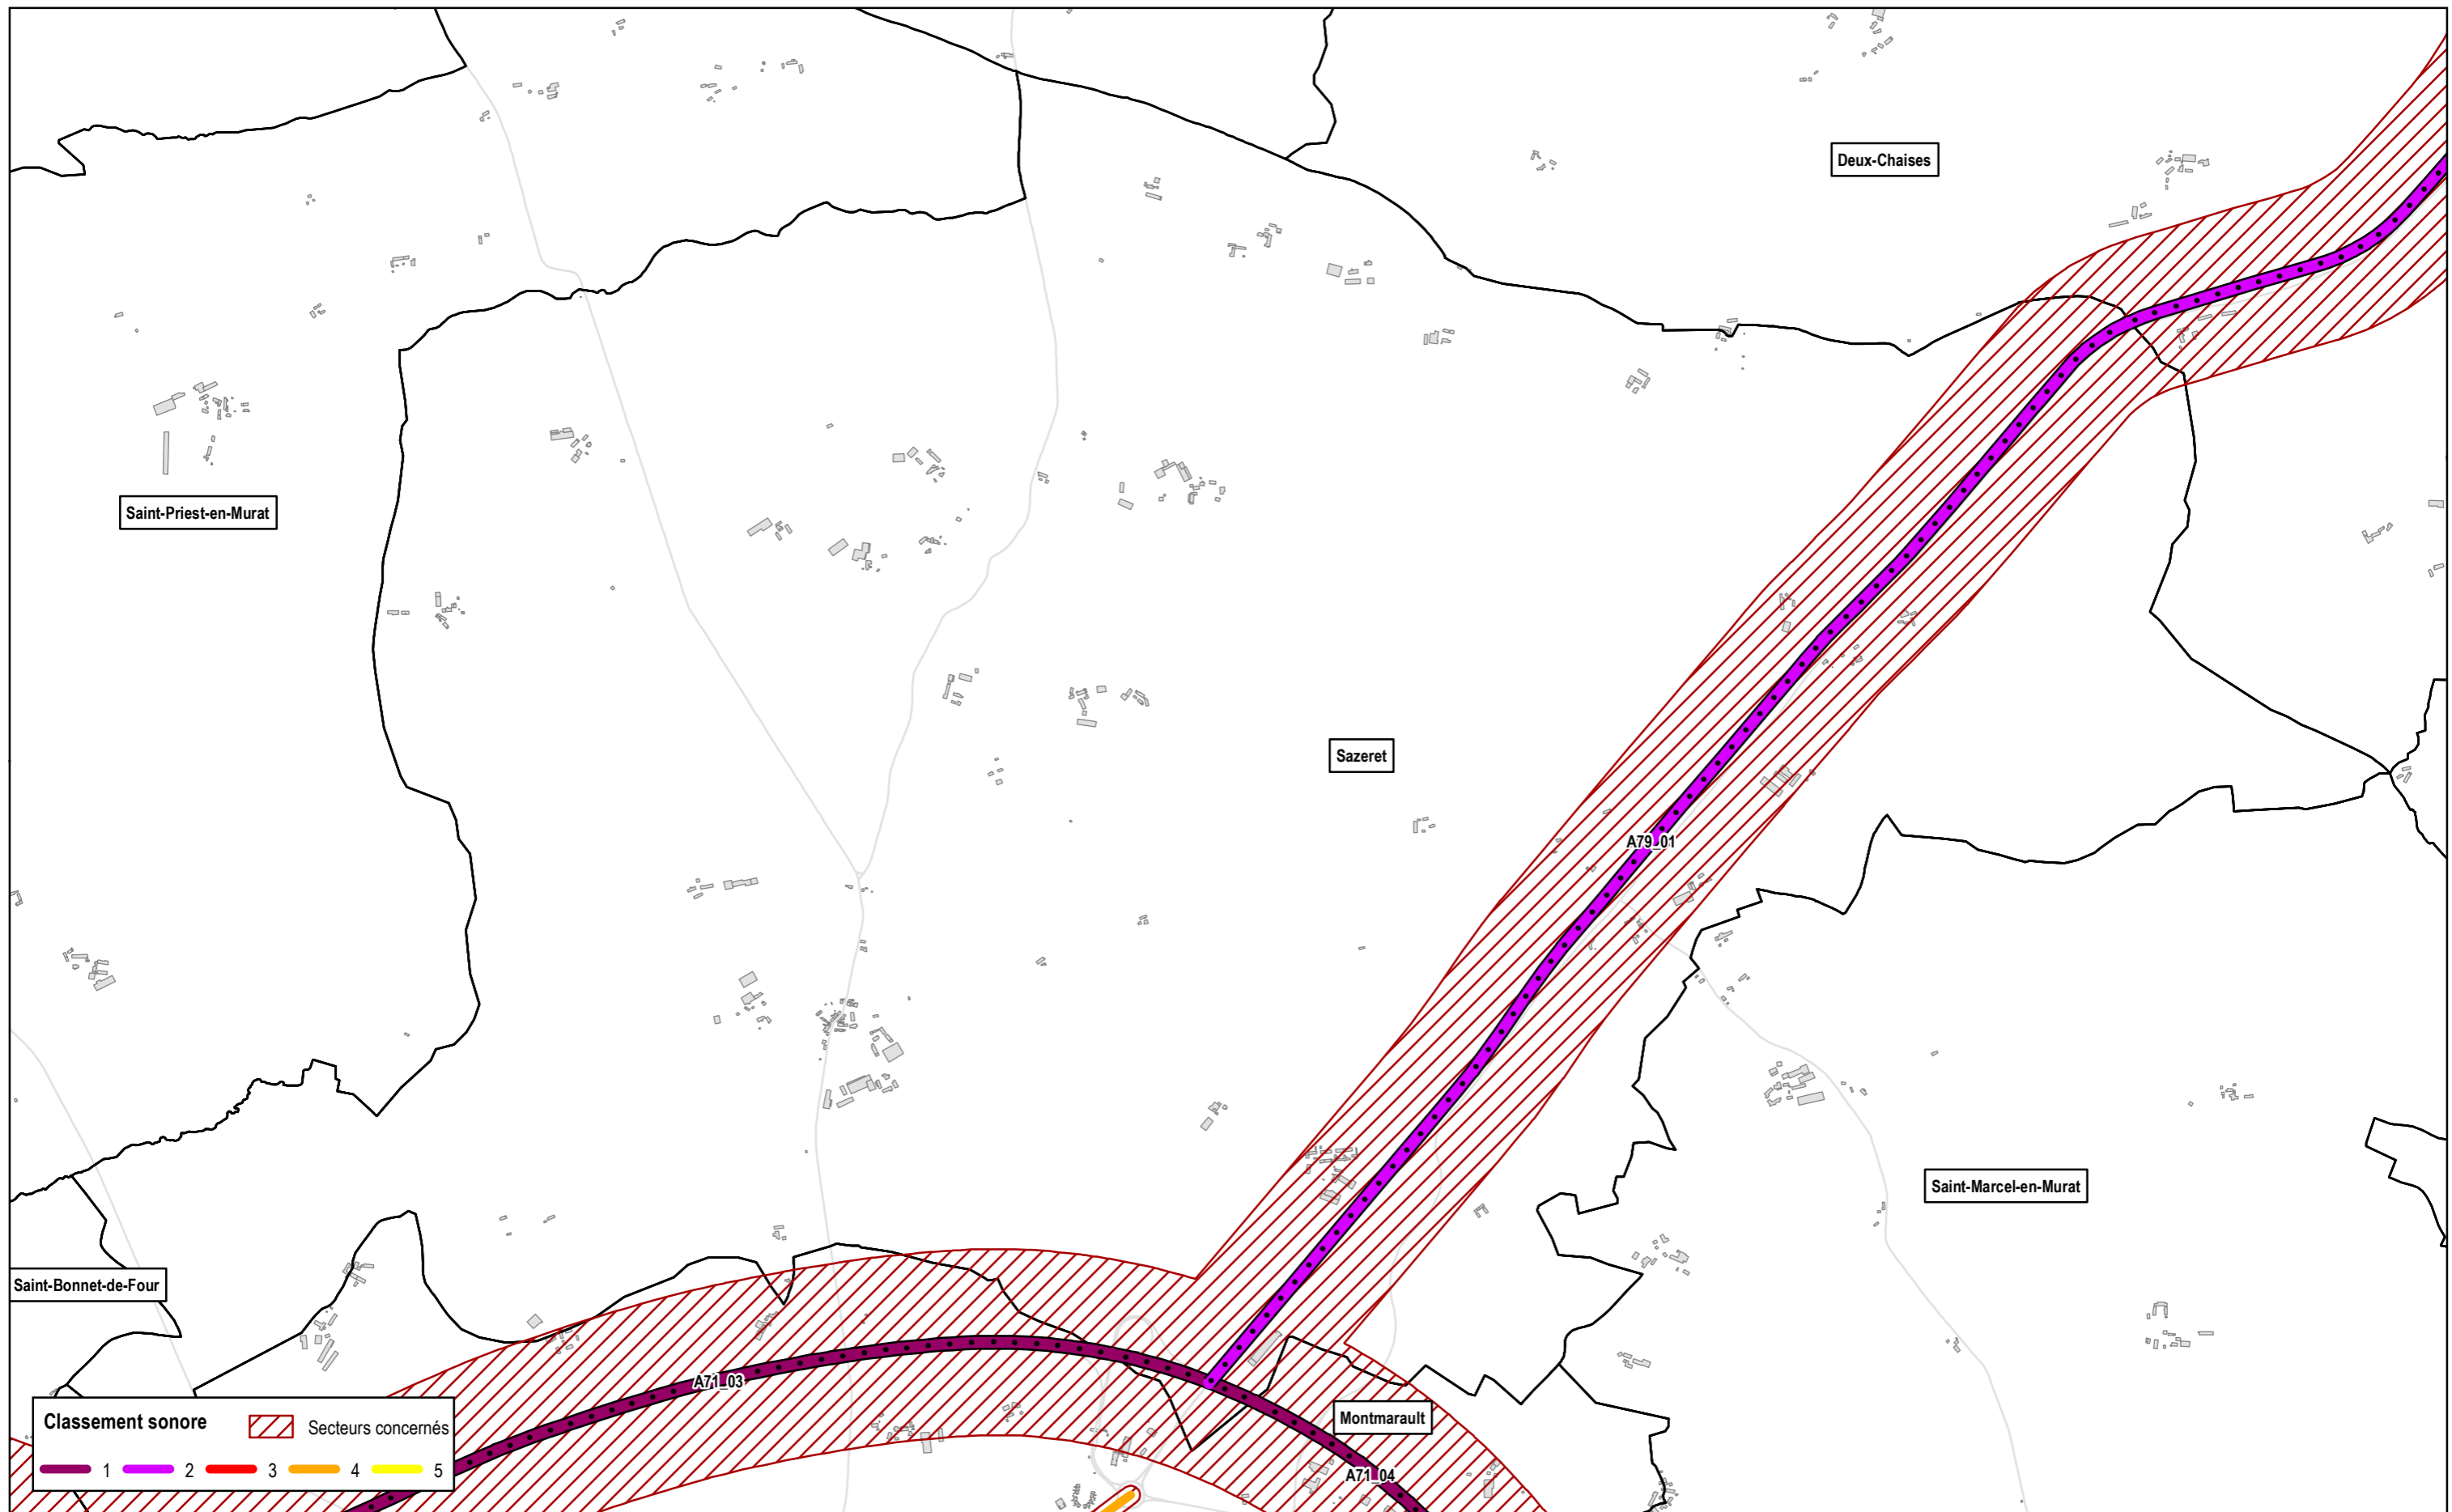 Deux-Chaises
Saint-Priest-en-Murat
Sazeret
A79_01
Saint-Marcel-en-Murat
Saint-Bonnet-de-Four
A71_03
Montmarault
A71_04
Classement sonore
Secteurs concernés
1 2 3 4 5